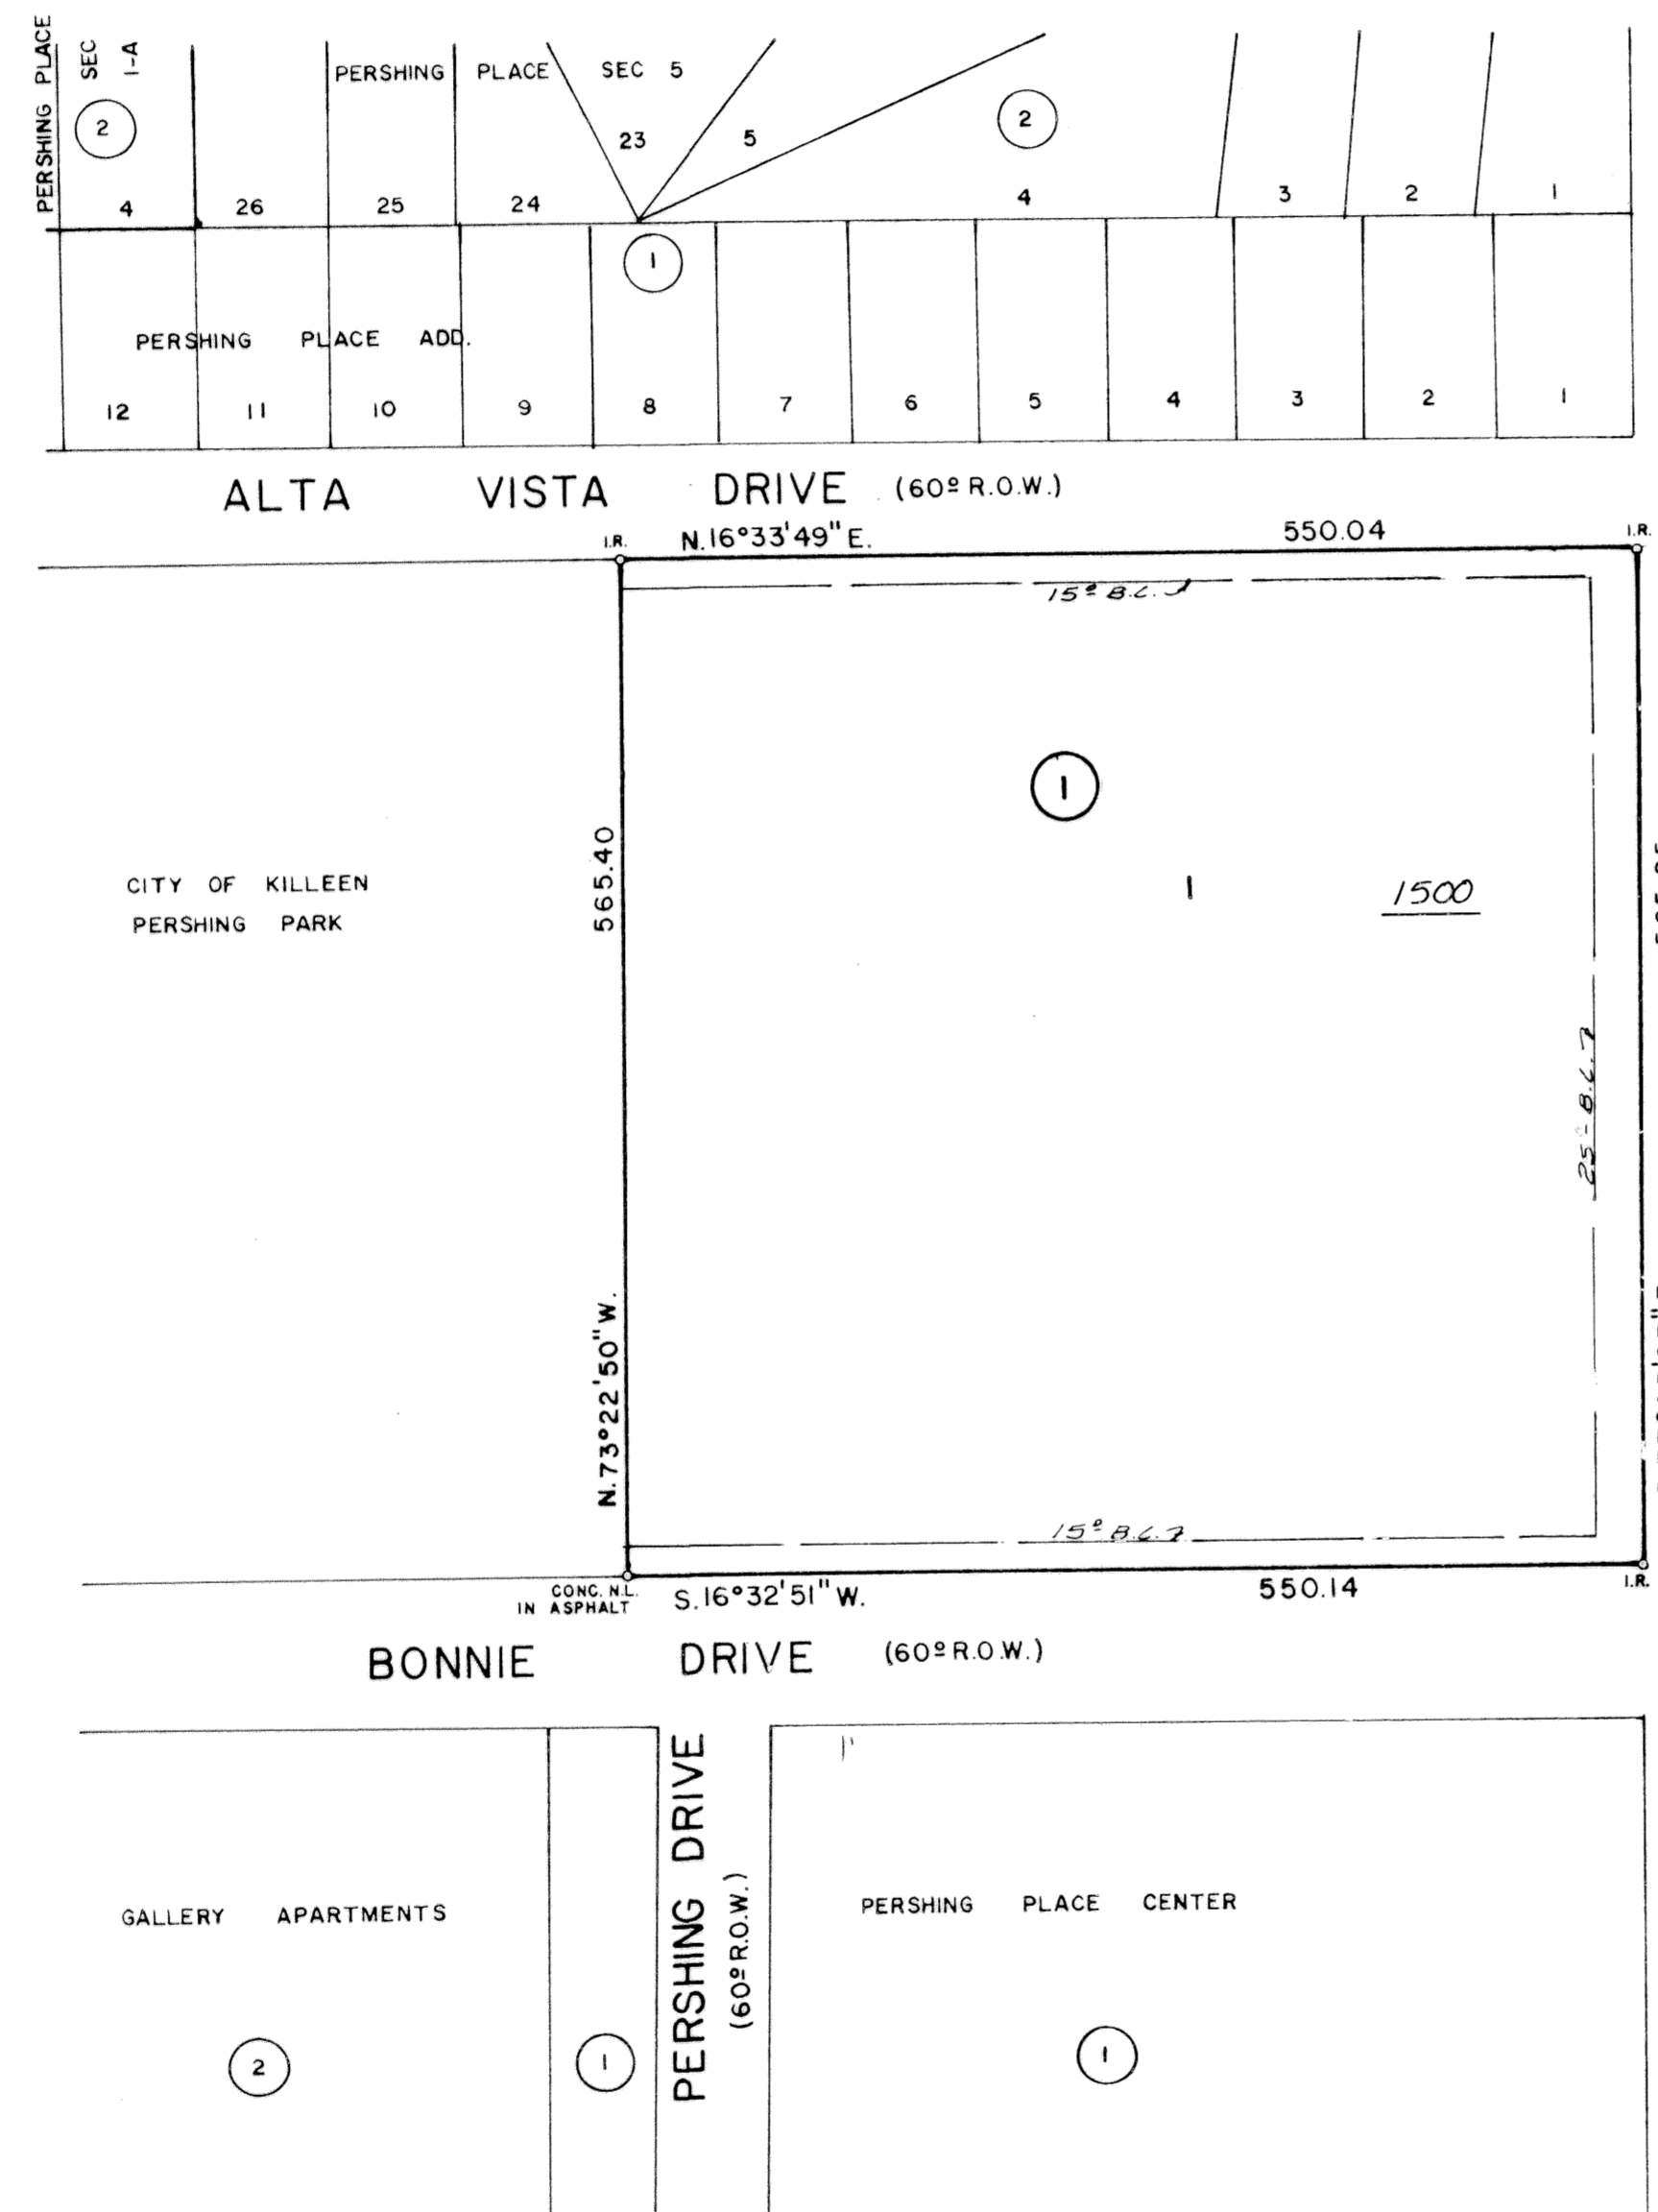 PERSHING PLACE
SEC
1-A
2
PERSHING PLACE SEC 5
23
5
2
4
26
25
24
4
3
2
1
1
PERSHING PLACE ADD.
12
11
10
9
8
7
6
5
4
3
2
1
ALTA VISTA DRIVE (60º R.O.W.)
I.R.
N.16°33'49"E.
550.04
I.R.
15º B.L.
1
1
1500
565.40
CITY OF KILLEEN
PERSHING PARK
25º B.L.
N.73°22'50"W.
15º B.L.
CONC. N.L.
IN ASPHALT
S.16°32'51"W.
550.14
I.R.
BONNIE DRIVE (60º R.O.W.)
PERSHING DRIVE
(60º R.O.W.)
GALLERY APARTMENTS
PERSHING PLACE CENTER
2
1
1